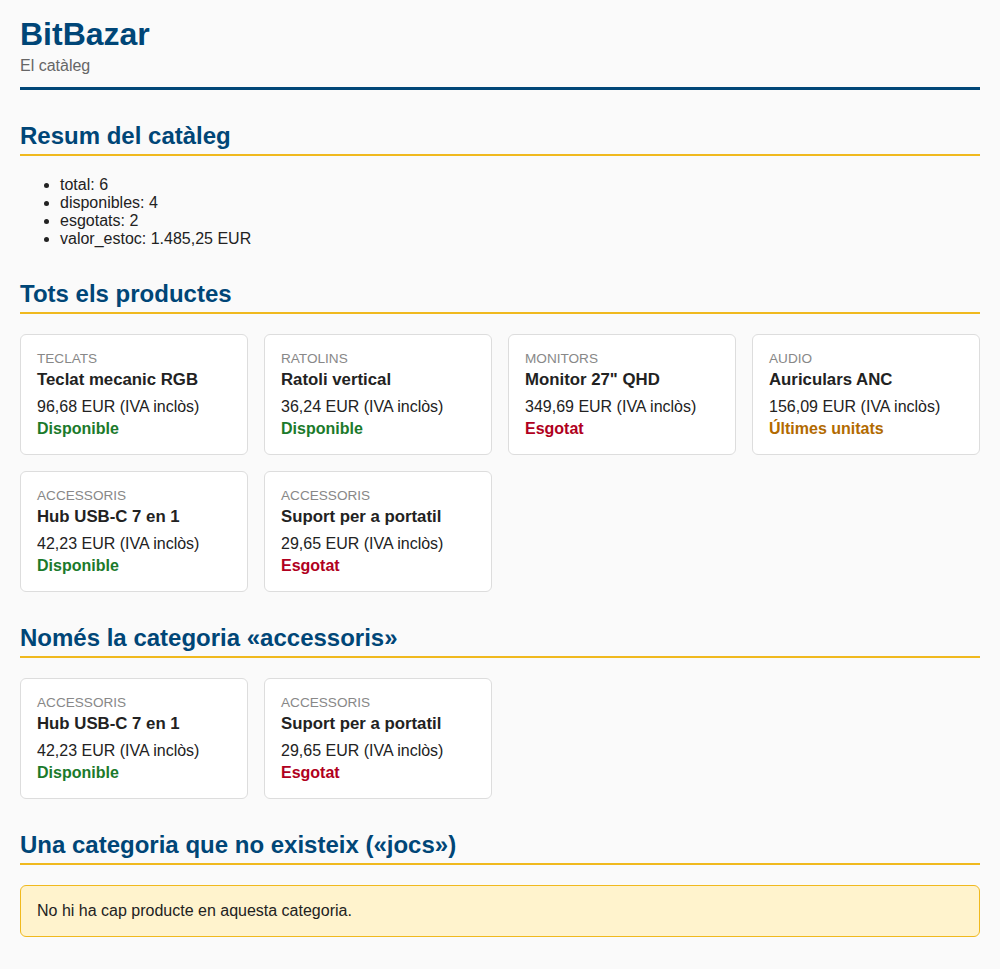 BitBazar
El catàleg
Resum del catàleg
total: 6
disponibles: 4
esgotats: 2
valor_estoc: 1.485,25 EUR
Tots els productes
TECLATS
Teclat mecanic RGB
96,68 EUR (IVA inclòs)
Disponible
RATOLINS
Ratoli vertical
36,24 EUR (IVA inclòs)
Disponible
MONITORS
Monitor 27" QHD
349,69 EUR (IVA inclòs)
Esgotat
AUDIO
Auriculars ANC
156,09 EUR (IVA inclòs)
Últimes unitats
ACCESSORIS
Hub USB-C 7 en 1
42,23 EUR (IVA inclòs)
Disponible
ACCESSORIS
Suport per a portatil
29,65 EUR (IVA inclòs)
Esgotat
Només la categoria «accessoris»
ACCESSORIS
Hub USB-C 7 en 1
42,23 EUR (IVA inclòs)
Disponible
ACCESSORIS
Suport per a portatil
29,65 EUR (IVA inclòs)
Esgotat
Una categoria que no existeix («jocs»)
No hi ha cap producte en aquesta categoria.